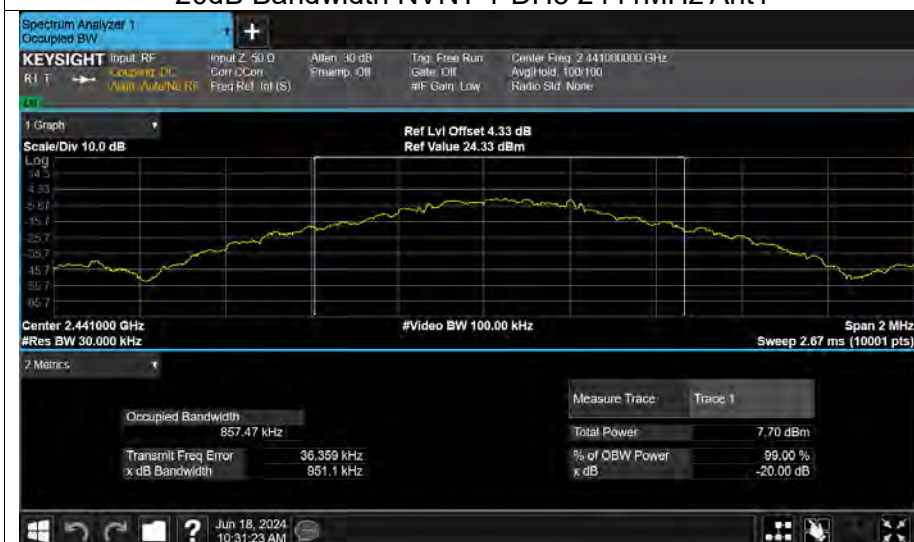 20dB Bandwidth NVNT 1-DH5 2441MHz Ant1
Spectrum Analyzer 1
Occupied BW
KEYSIGHT Input: RF Input Z: 50 Ω Atten: 30 dB Trig: Free Run Center Freq: 2.441000000 GHz
R L T Coupling: DC Corr CCorr Preamp: Off Gate: Off Avg|Hold: 100/100
Align: Auto/No RF Freq Ref: Int (S) #IF Gain: Low Radio Std: None
1 Graph
Ref Lvl Offset 4.33 dB
Scale/Div 10.0 dB Ref Value 24.33 dBm
Log
14.3
4.33
-5.67
-15.7
-25.7
-35.7
-45.7
-55.7
-65.7
Center 2.441000 GHz #Video BW 100.00 kHz Span 2 MHz
#Res BW 30.000 kHz Sweep 2.67 ms (10001 pts)
2 Metrics
Measure Trace Trace 1
Occupied Bandwidth
857.47 kHz Total Power 7.70 dBm
Transmit Freq Error 36.359 kHz % of OBW Power 99.00 %
x dB Bandwidth 951.1 kHz x dB -20.00 dB
? Jun 18, 2024
10:31:23 AM